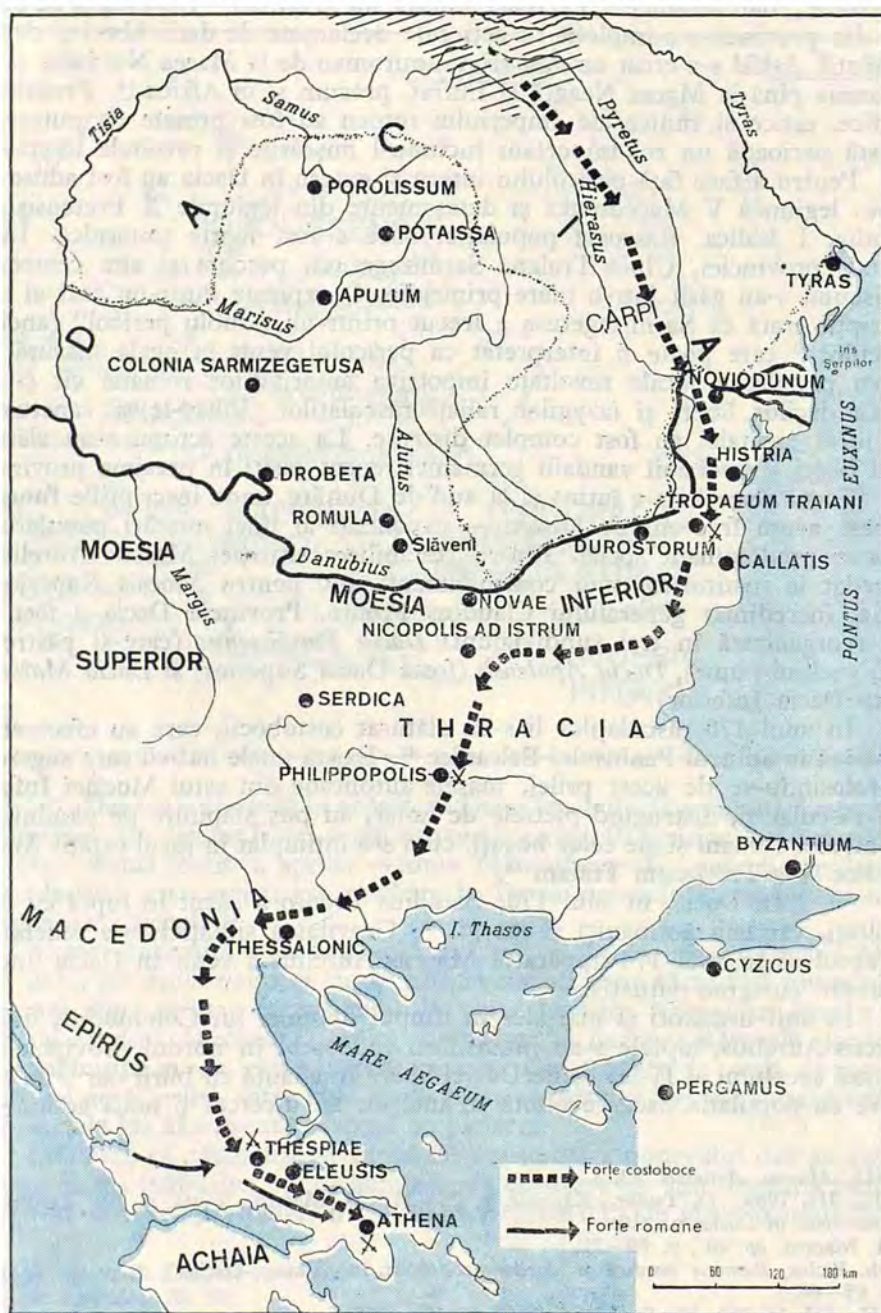 Tisia
Samus
Pyretus
Tyras
Hierasus
D A C I A
POROLISSUM
POTAISSA
APULUM
Marisus
TYRAS
CARPI
COLONIA SARMIZEGETUSA
NOVIODUNUM
Ins Șerpilor
Alutus
HISTRIA
DROBETA
TROPAEUM TRAIANI
ROMULA
Slăveni
DUROSTORUM
CALLATIS
PONTUS EUXINUS
MOESIA SUPERIOR
Margus
Danubius
MOESIA INFERIOR
NOVAE
NICOPOLIS AD ISTRUM
SERDICA
THRACIA
PHILIPPOPOLIS
BYZANTIUM
MACEDONIA
THESSALONIC
I. Thasos
CYZICUS
EPIRUS
MARE AEGAEUM
PERGAMUS
THESPIAE
ELEUSIS
ATHENA
ACHAIA
Forțe costoboce
Forțe romane
0 60 120 180 km